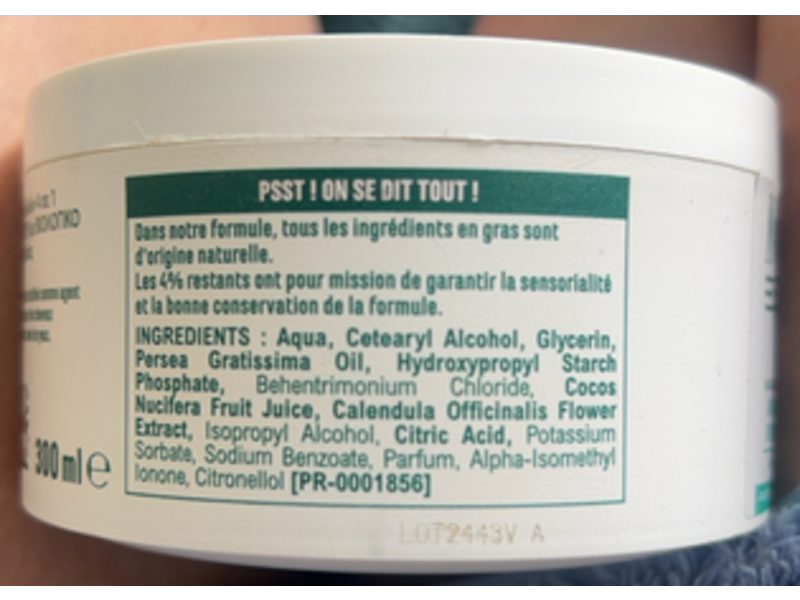 PSST ! ON SE DIT TOUT !
Dans notre formule, tous les ingrédients en gras sont
d'origine naturelle.
Les 4% restants ont pour mission de garantir la sensorialité
et la bonne conservation de la formule.
INGREDIENTS : Aqua, Cetearyl Alcohol, Glycerin,
Persea Gratissima Oil, Hydroxypropyl Starch
Phosphate, Behentrimonium Chloride, Cocos
Nucifera Fruit Juice, Calendula Officinalis Flower
Extract, Isopropyl Alcohol, Citric Acid, Potassium
Sorbate, Sodium Benzoate, Parfum, Alpha-Isomethyl
Ionone, Citronellol [PR-0001856]
300 ml e
LOT2443V A